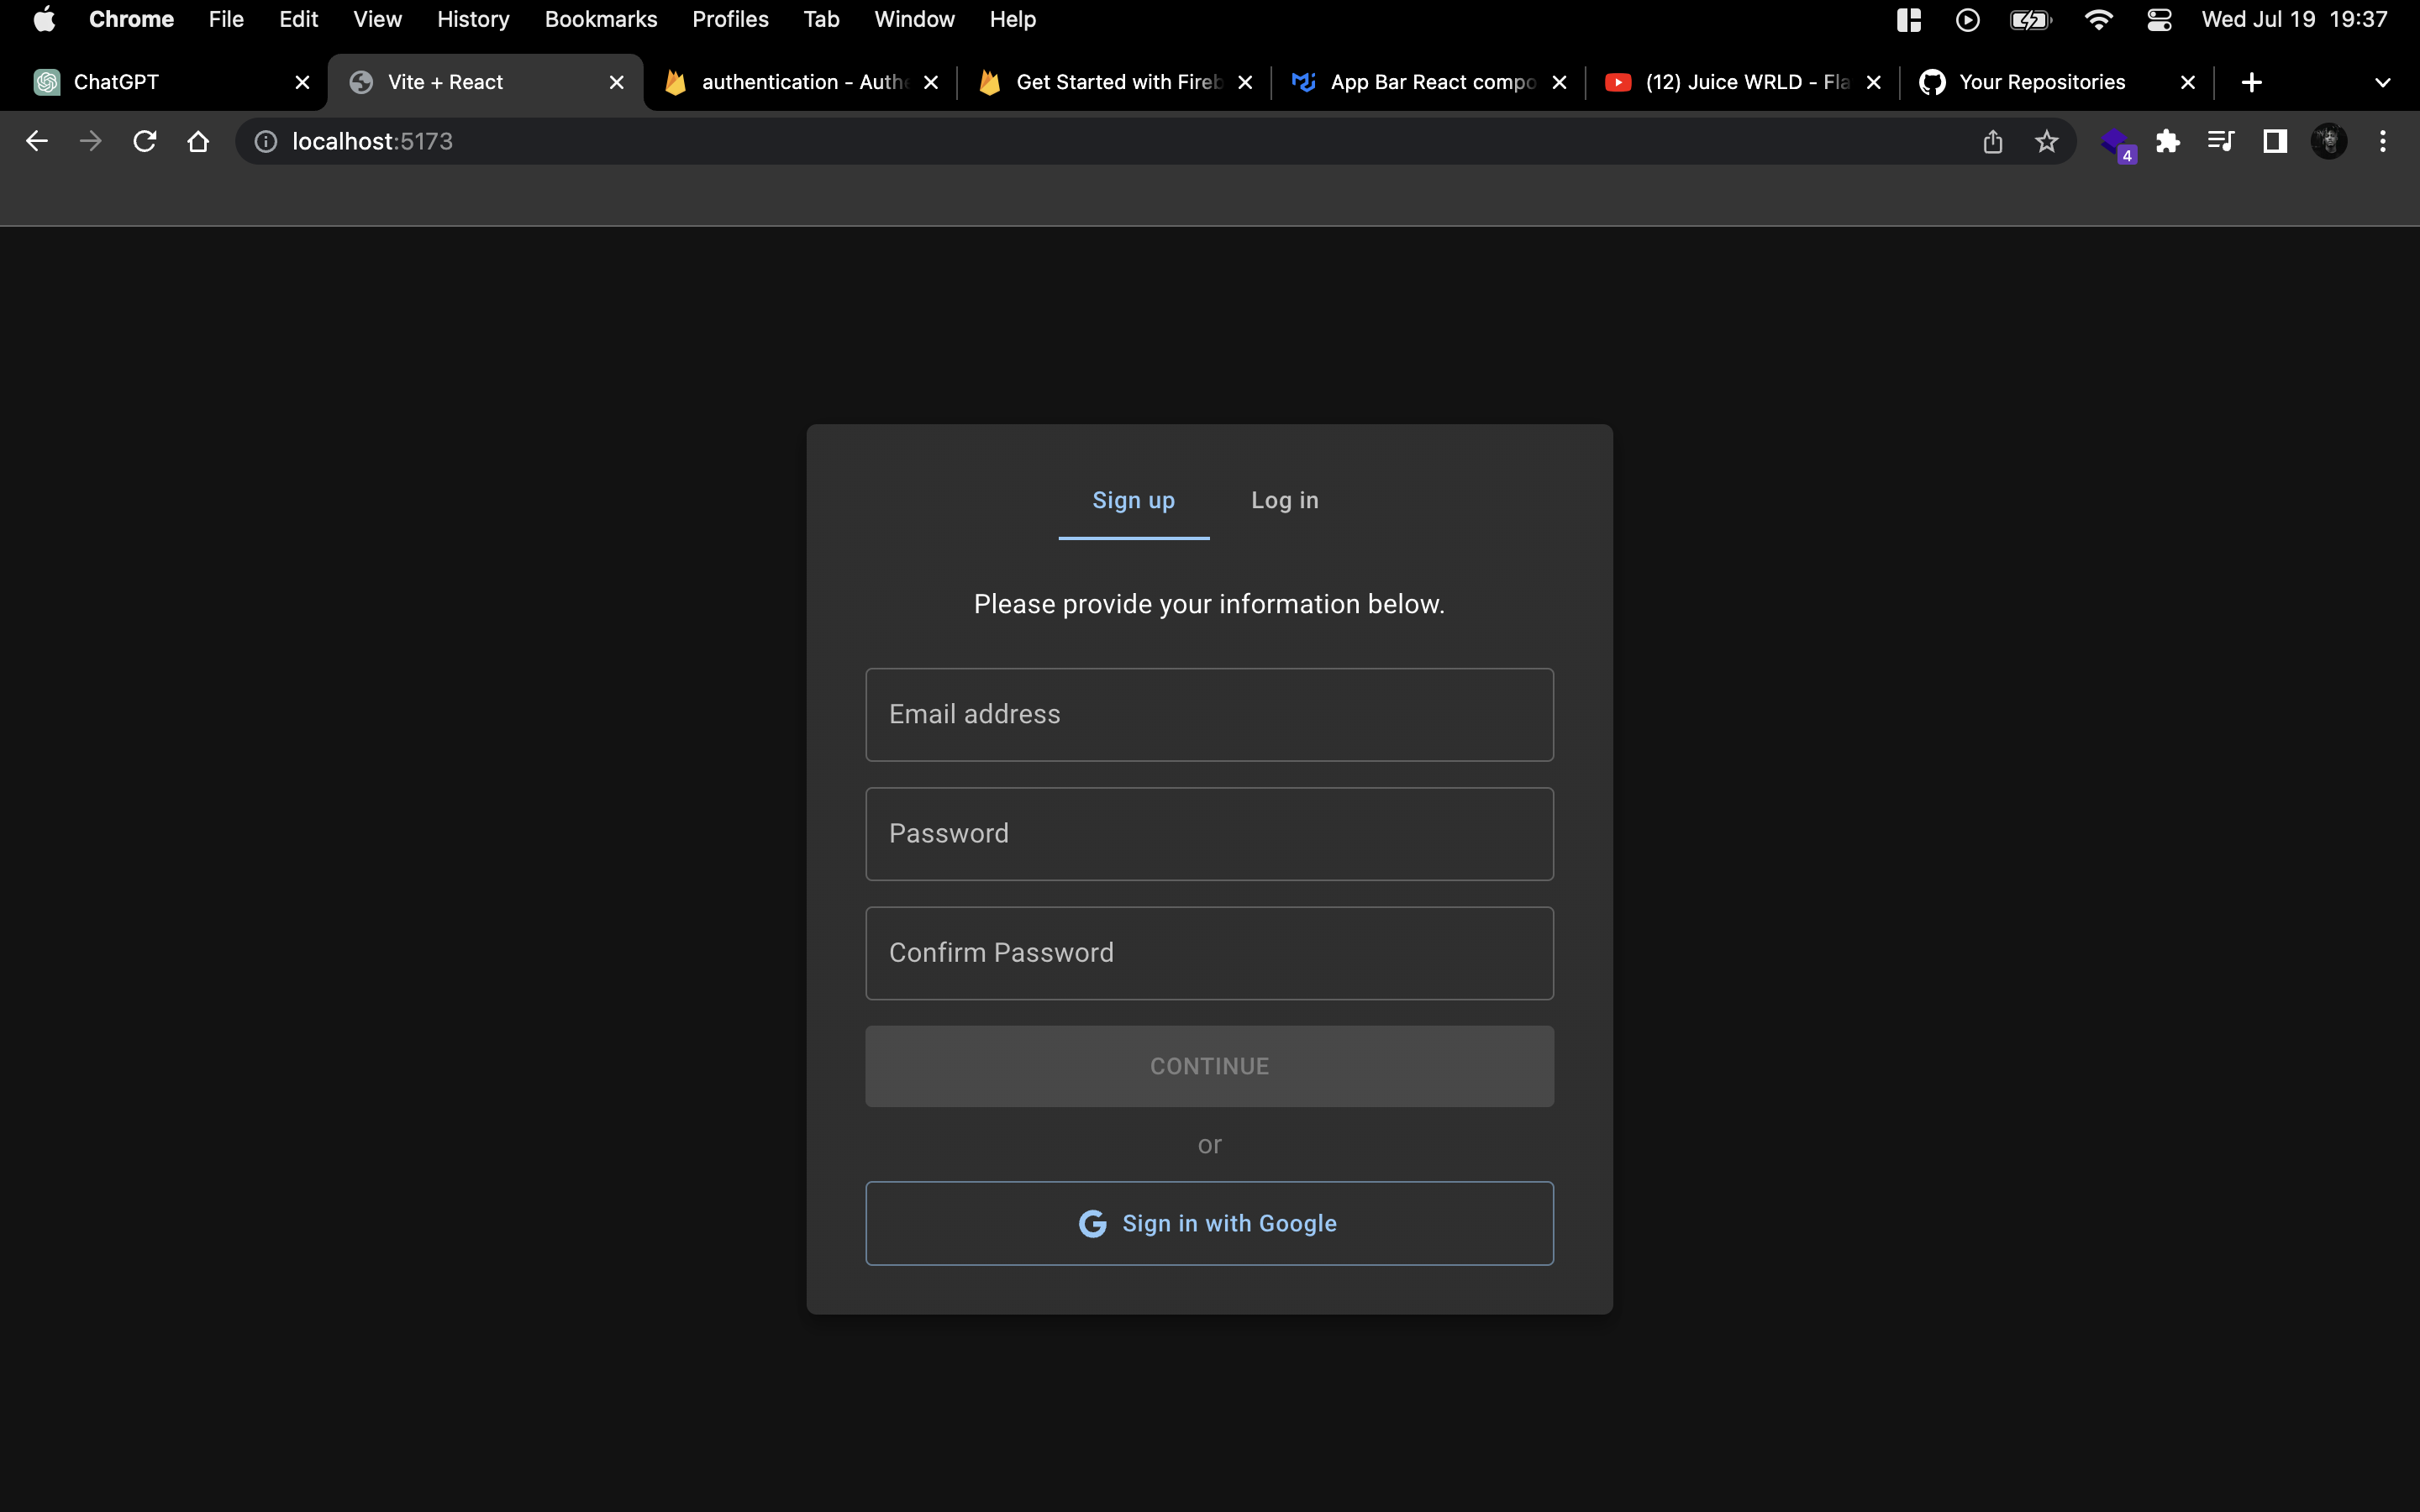 Chrome File Edit View History Bookmarks Profiles Tab Window Help Wed Jul 19 19:37
ChatGPT Vite + React authentication - Authe Get Started with Fireb App Bar React compo (12) Juice WRLD - Fla Your Repositories
localhost:5173
4
Sign up Log in
Please provide your information below.
Email address
Password
Confirm Password
CONTINUE
or
G Sign in with Google